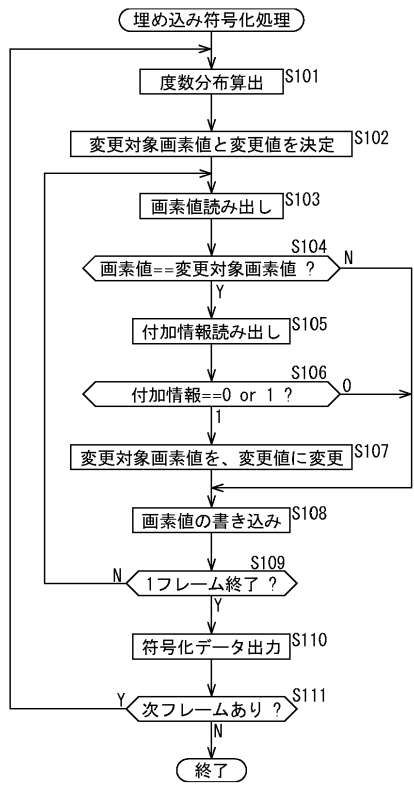 埋め込み符号化処理
度数分布算出
S101
変更対象画素値と変更値を決定
S102
画素値読み出し
S103
S104
画素値==変更対象画素値 ?
N
Y
付加情報読み出し
S105
S106
付加情報==0 or 1 ?
0
1
変更対象画素値を、変更値に変更
S107
画素値の書き込み
S108
S109
1フレーム終了 ?
N
Y
符号化データ出力
S110
S111
次フレームあり ?
Y
N
終了